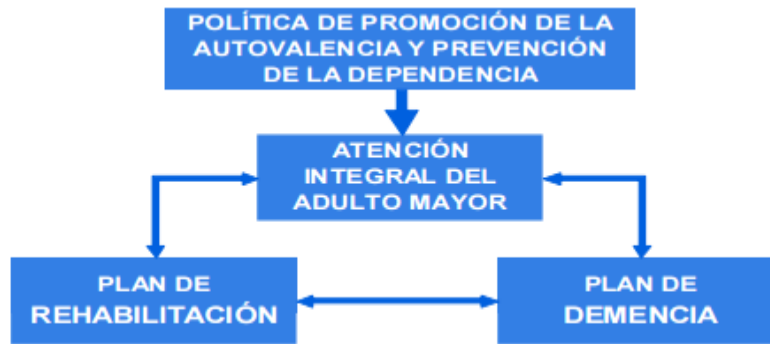 POLÍTICA DE PROMOCIÓN DE LA
AUTOVALENCIA Y PREVENCIÓN
DE LA DEPENDENCIA
ATENCIÓN
INTEGRAL DEL
ADULTO MAYOR
PLAN DE
REHABILITACIÓN
PLAN DE
DEMENCIA